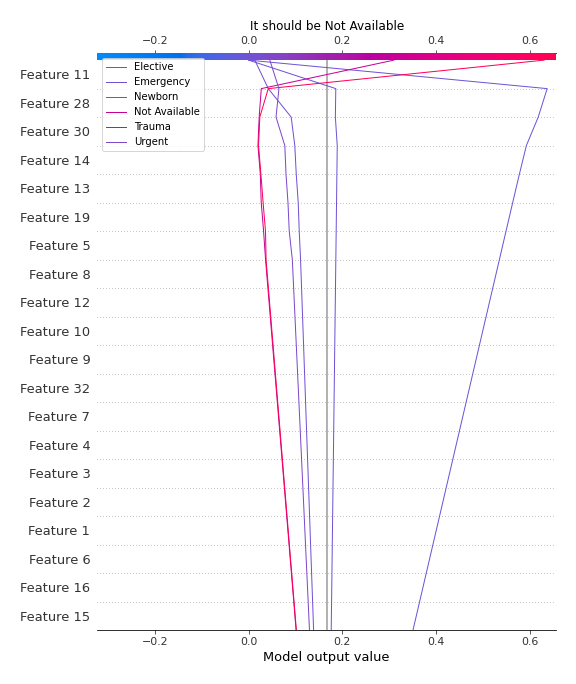 It should be Not Available
−0.2 0.0 0.2 0.4 0.6
Elective
Emergency
Newborn
Not Available
Trauma
Urgent
Feature 11
Feature 28
Feature 30
Feature 14
Feature 13
Feature 19
Feature 5
Feature 8
Feature 12
Feature 10
Feature 9
Feature 32
Feature 7
Feature 4
Feature 3
Feature 2
Feature 1
Feature 6
Feature 16
Feature 15
−0.2 0.0 0.2 0.4 0.6
Model output value